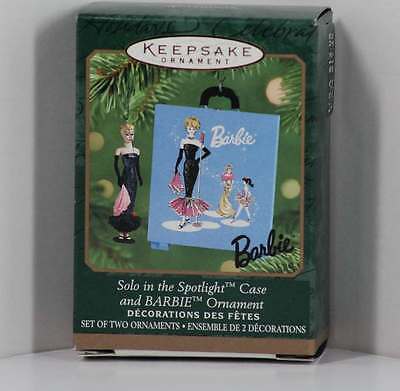 KEEPSAKE
ORNAMENT
Barbie
Barbie
Solo in the Spotlight™ Case
and BARBIE™ Ornament
DÉCORATIONS DES FÊTES
SET OF TWO ORNAMENTS • ENSEMBLE DE 2 DÉCORATIONS